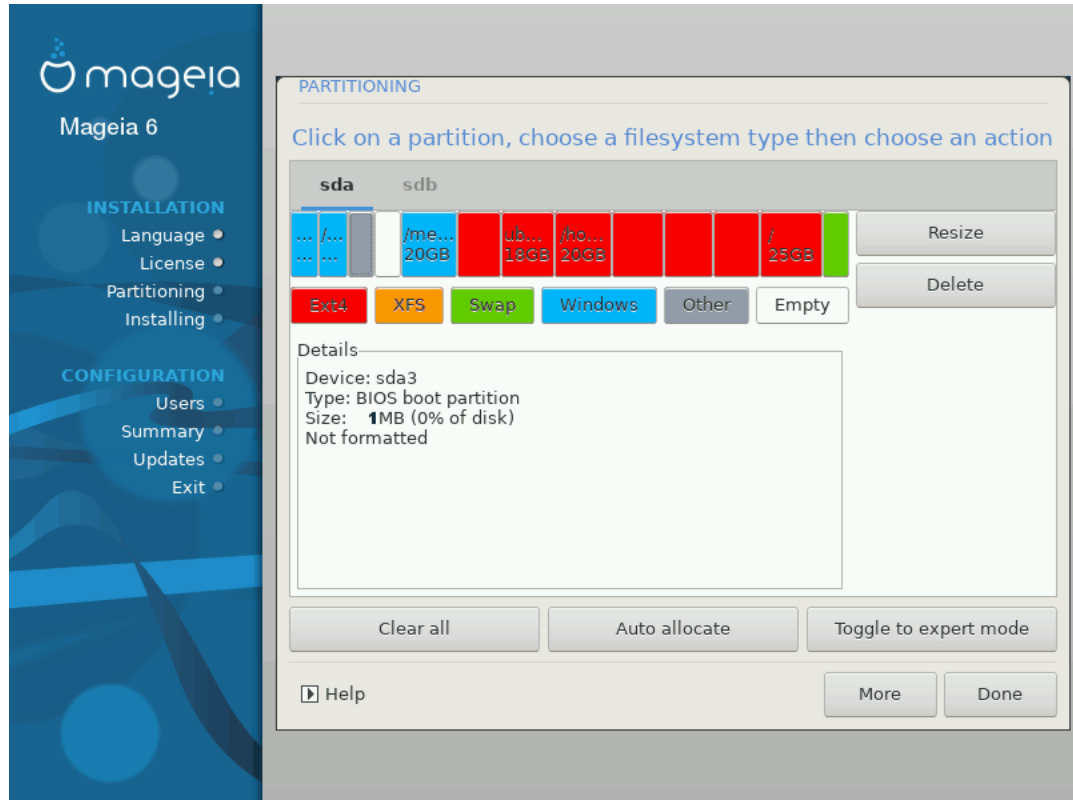 mageia
Mageia 6
INSTALLATION
Language
License
Partitioning
Installing
CONFIGURATION
Users
Summary
Updates
Exit
PARTITIONING
Click on a partition, choose a filesystem type then choose an action
sda sdb
... /... /me... ub... /ho... /
... ... 20GB 18GB 20GB 25GB
Resize
Delete
Ext4 XFS Swap Windows Other Empty
Details
Device: sda3
Type: BIOS boot partition
Size: 1MB (0% of disk)
Not formatted
Clear all Auto allocate Toggle to expert mode
Help More Done